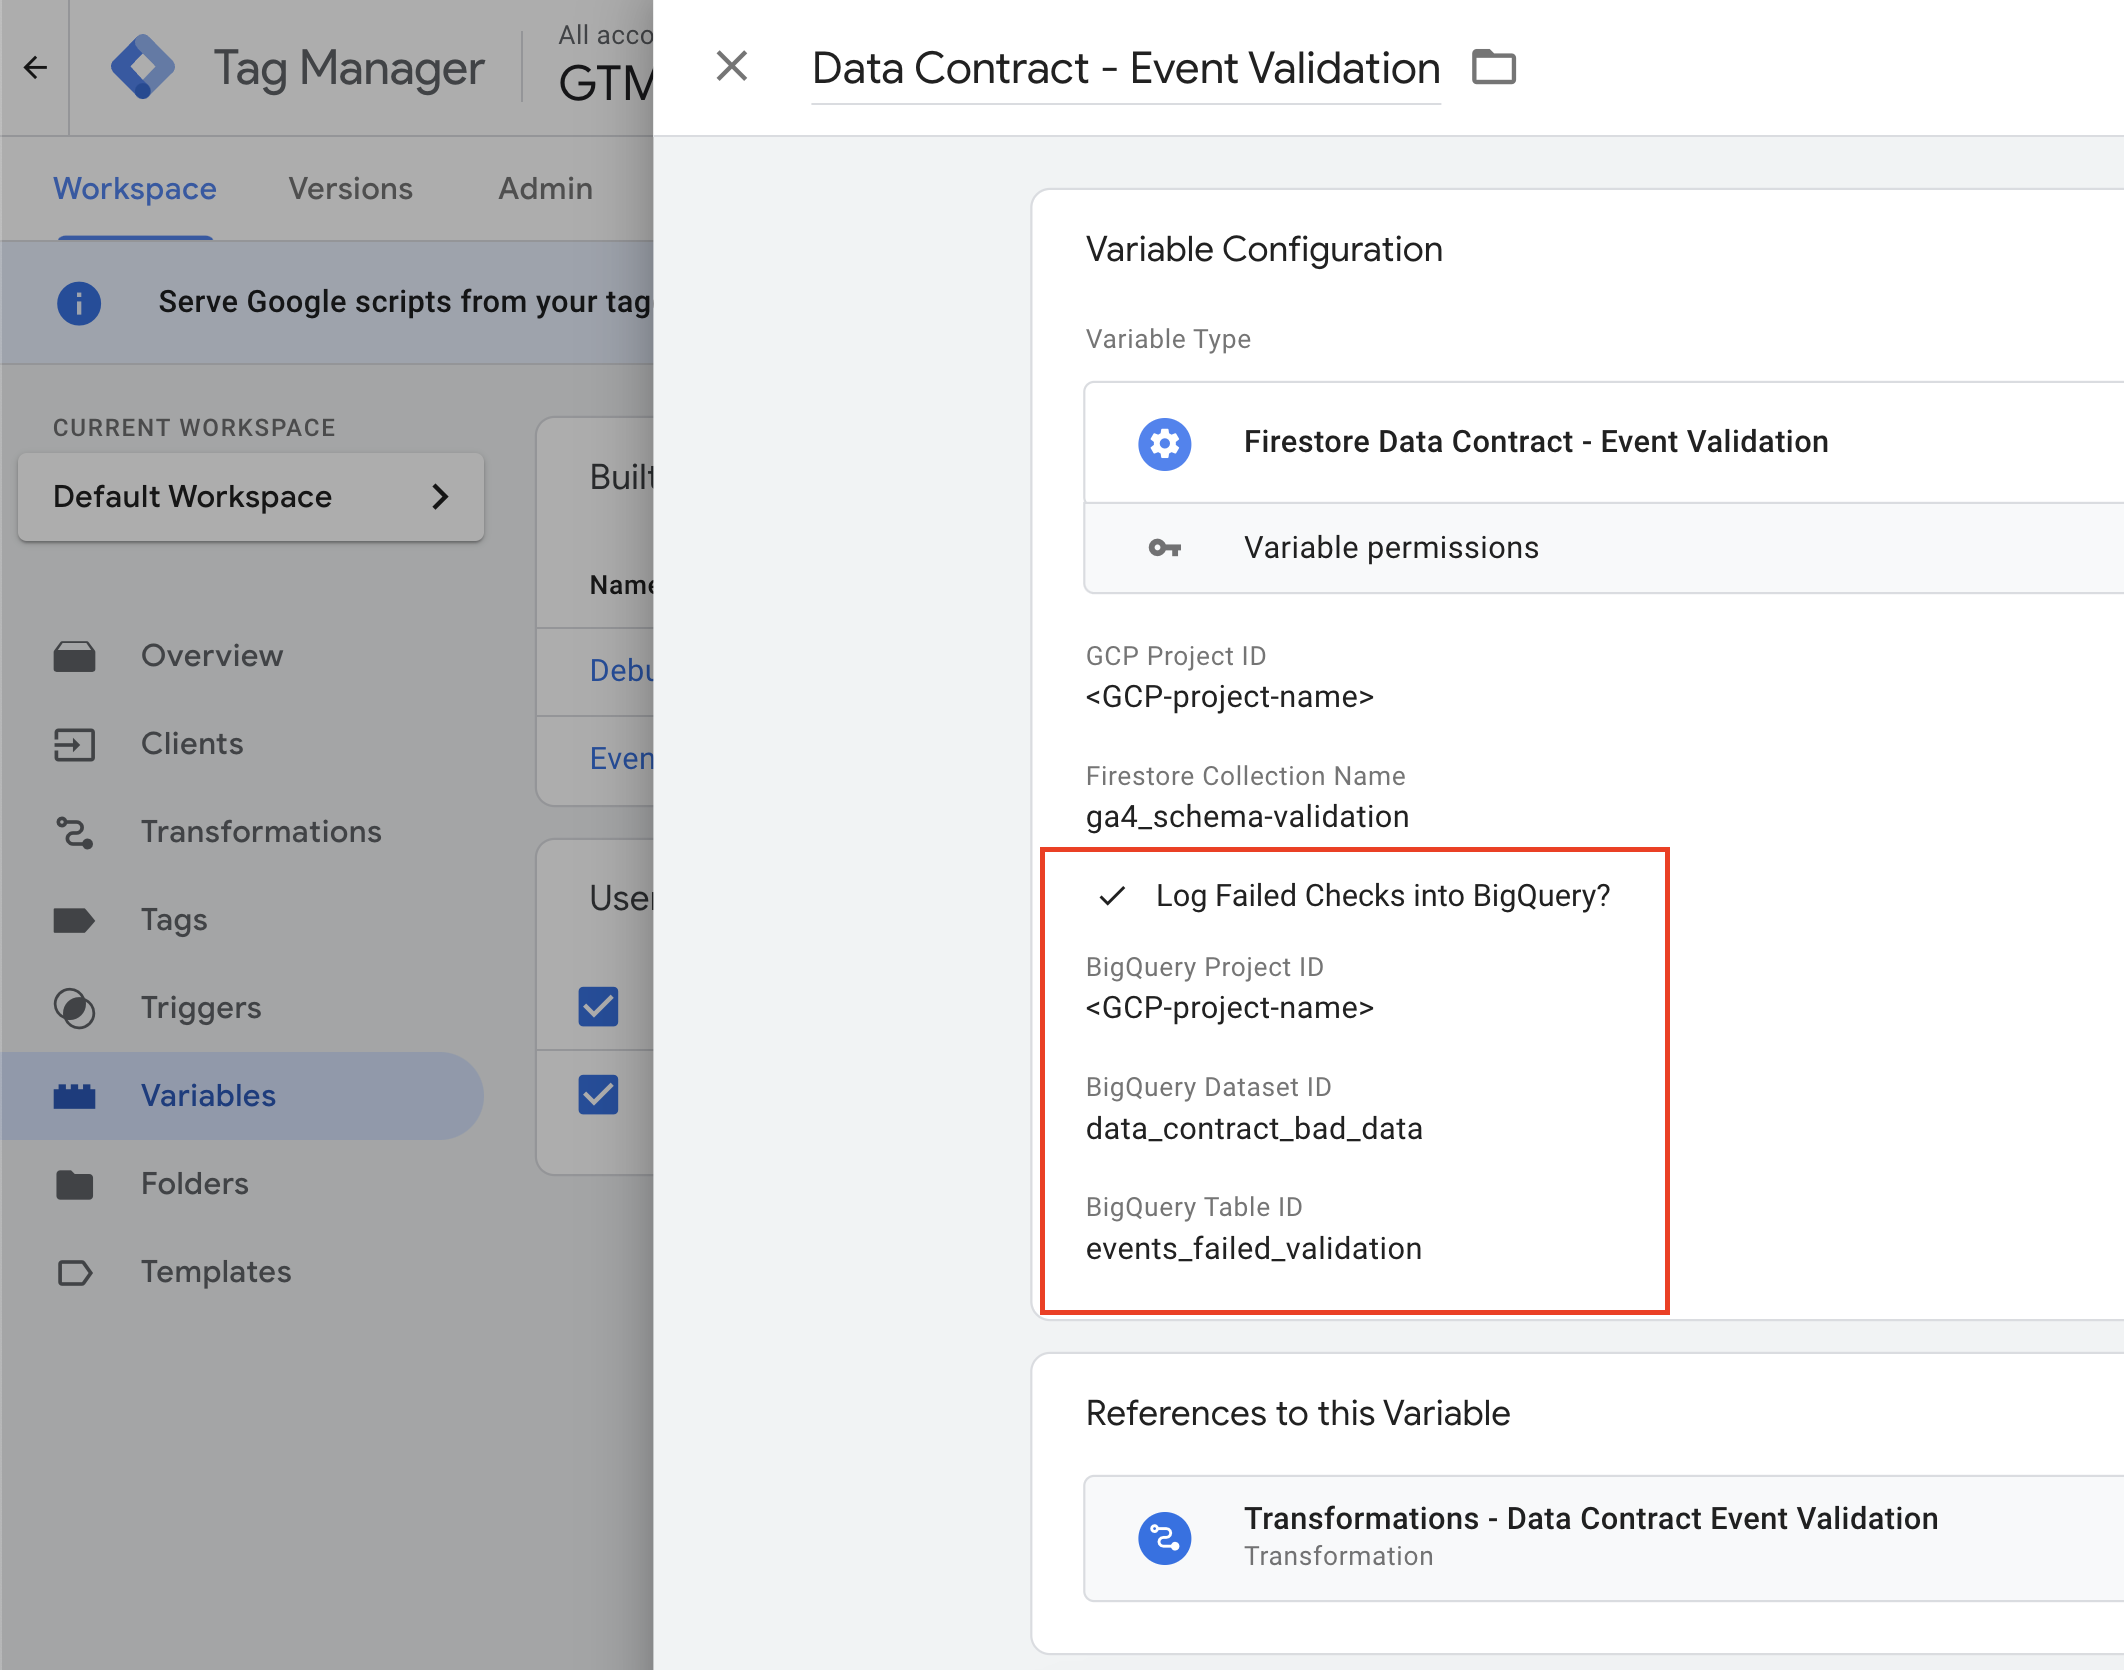 Tag Manager
All acco
GTM
Workspace
Versions
Admin
Serve Google scripts from your tag
CURRENT WORKSPACE
Default Workspace
Overview
Clients
Transformations
Tags
Triggers
Variables
Folders
Templates
Built
Name
Debu
Even
User
Data Contract - Event Validation
Variable Configuration
Variable Type
Firestore Data Contract - Event Validation
Variable permissions
GCP Project ID
<GCP-project-name>
Firestore Collection Name
ga4_schema-validation
Log Failed Checks into BigQuery?
BigQuery Project ID
<GCP-project-name>
BigQuery Dataset ID
data_contract_bad_data
BigQuery Table ID
events_failed_validation
References to this Variable
Transformations - Data Contract Event Validation
Transformation